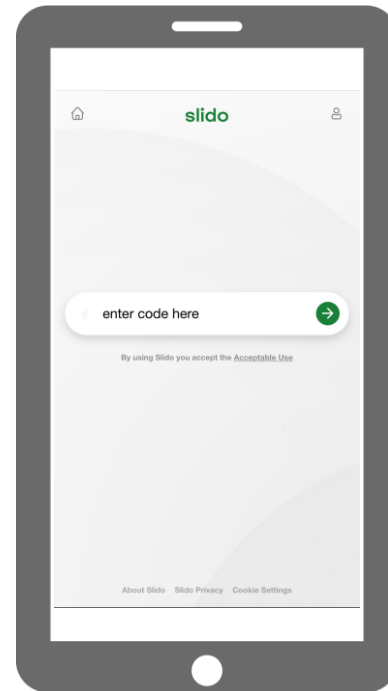 slido
# enter code here
By using Slido you accept the Acceptable Use
About Slido Slido Privacy Cookie Settings